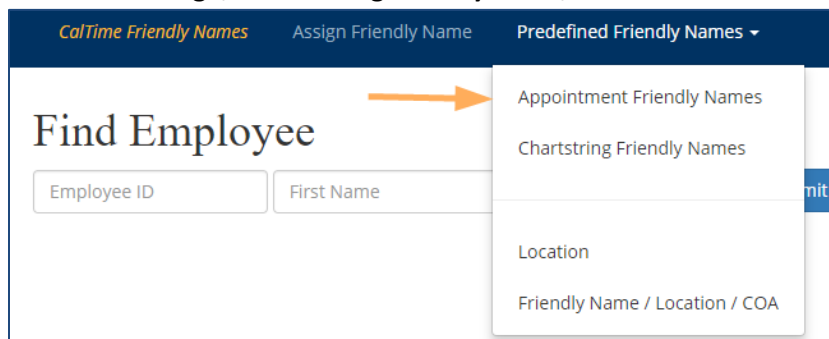 CalTime Friendly Names Assign Friendly Name Predefined Friendly Names
Appointment Friendly Names
Find Employee
Chartstring Friendly Names
Employee ID First Name mit
Location
Friendly Name / Location / COA